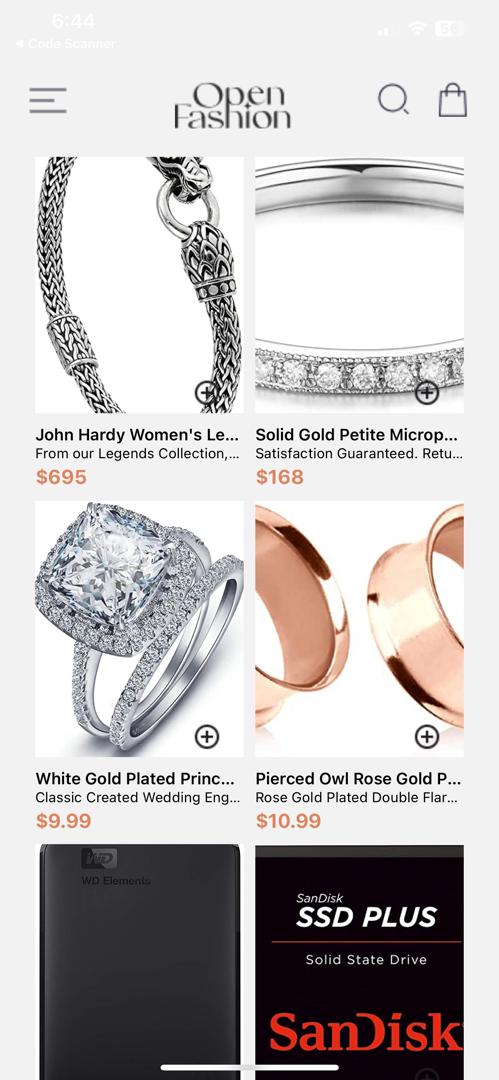 6:44
Code Scanner
Open
Fashion
John Hardy Women's Le...
Solid Gold Petite Microp...
From our Legends Collection,...
Satisfaction Guaranteed. Retu...
$695
$168
White Gold Plated Princ...
Pierced Owl Rose Gold P...
Classic Created Wedding Eng...
Rose Gold Plated Double Flar...
$9.99
$10.99
WD
WD Elements
SanDisk
SSD PLUS
Solid State Drive
SanDisk